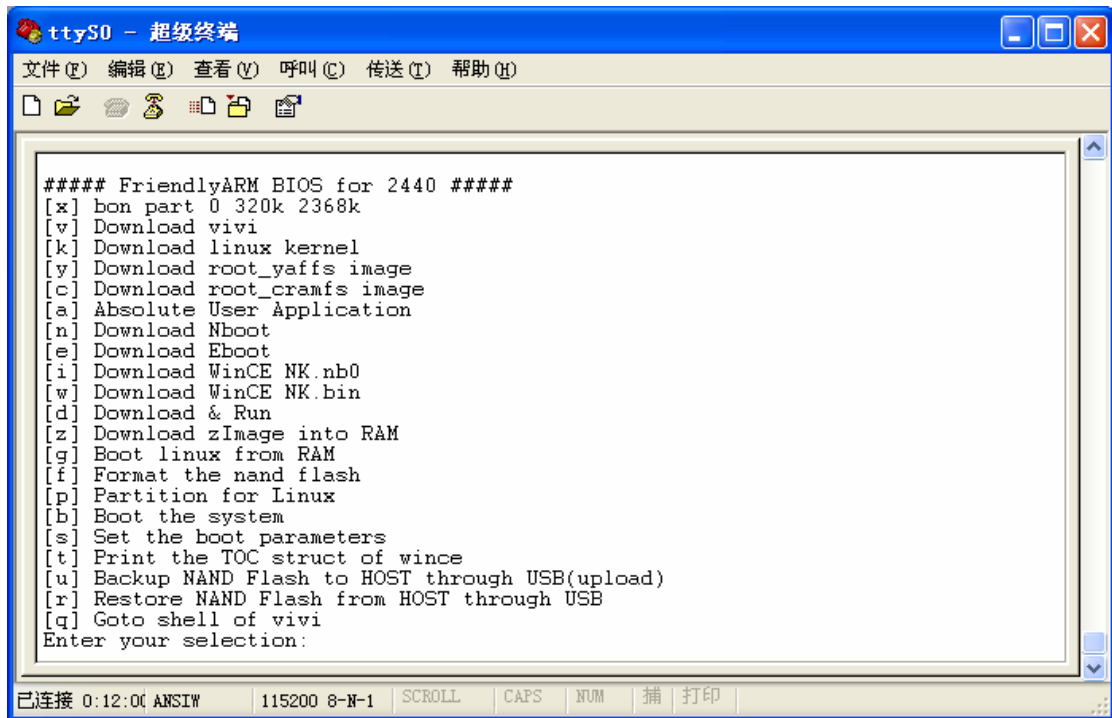 ttyS0 - 超级终端
文件(F) 编辑(E) 查看(V) 呼叫(C) 传送(T) 帮助(H)
##### FriendlyARM BIOS for 2440 #####
[x] bon part 0 320k 2368k
[v] Download vivi
[k] Download linux kernel
[y] Download root_yaffs image
[c] Download root_cramfs image
[a] Absolute User Application
[n] Download Nboot
[e] Download Eboot
[i] Download WinCE NK.nb0
[w] Download WinCE NK.bin
[d] Download & Run
[z] Download zImage into RAM
[g] Boot linux from RAM
[f] Format the nand flash
[p] Partition for Linux
[b] Boot the system
[s] Set the boot parameters
[t] Print the TOC struct of wince
[u] Backup NAND Flash to HOST through USB(upload)
[r] Restore NAND Flash from HOST through USB
[q] Goto shell of vivi
Enter your selection:
已连接 0:12:00 ANSIW 115200 8-N-1 SCROLL CAPS NUM 捕 打印